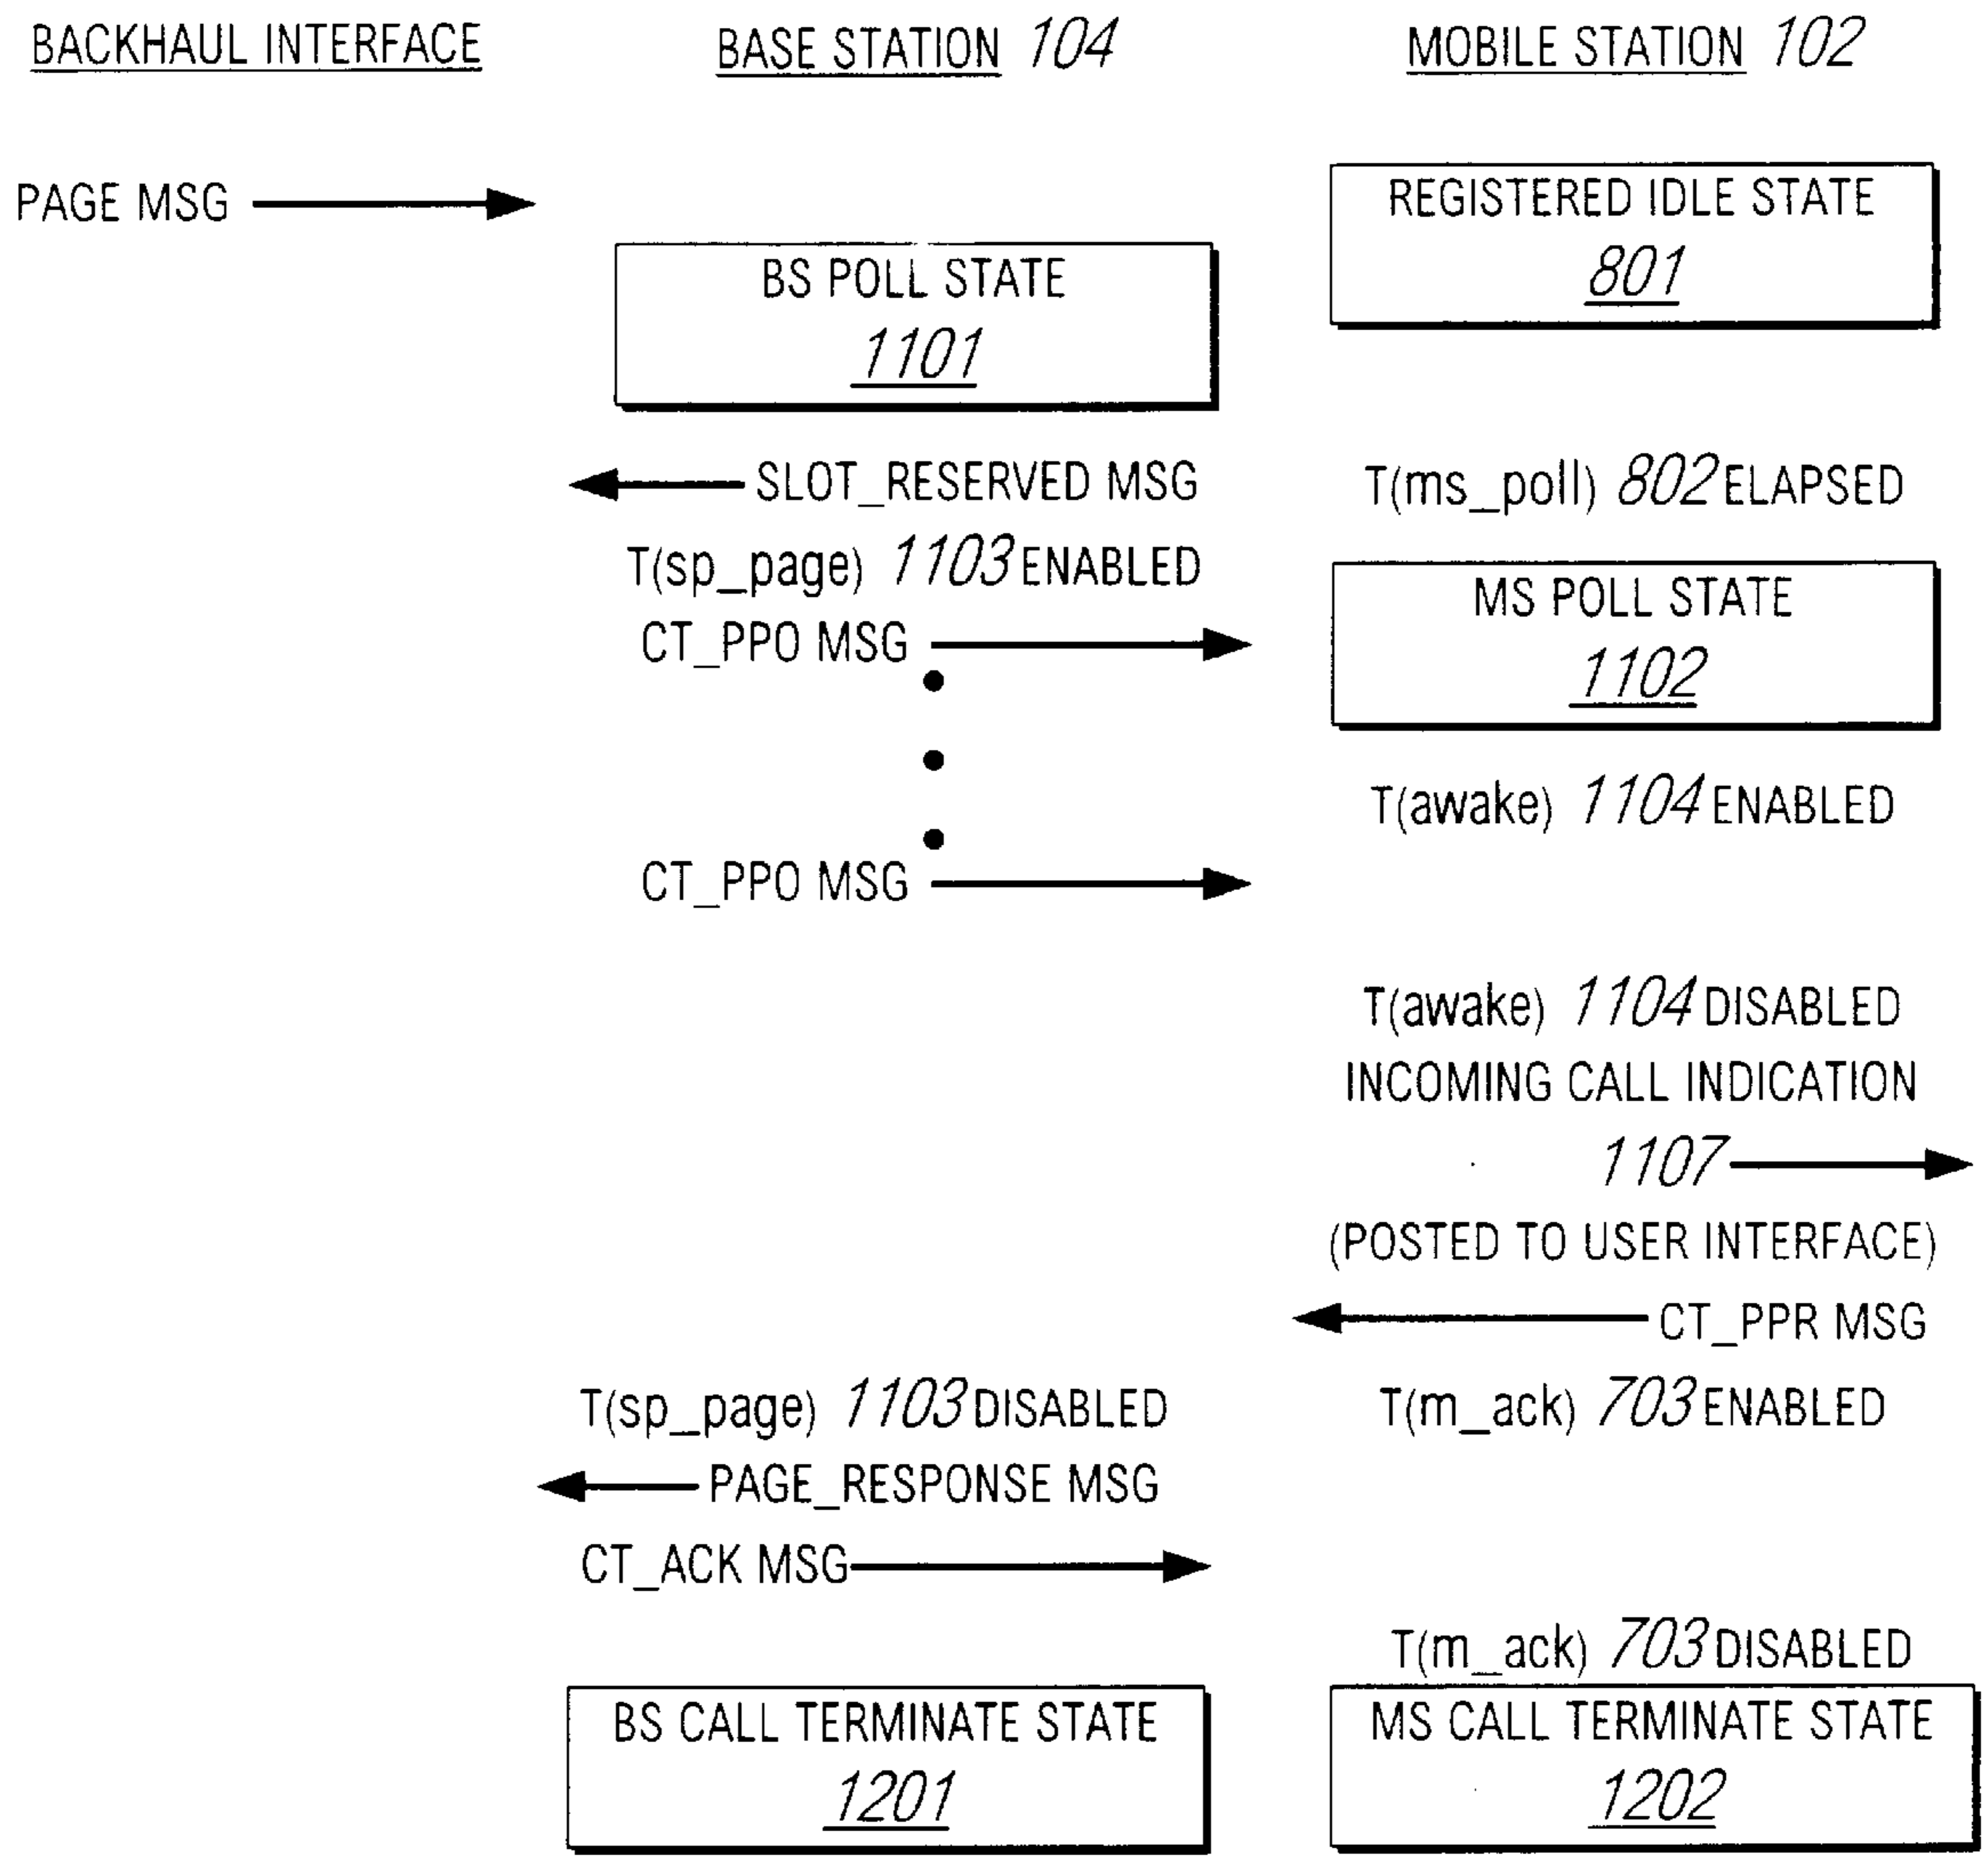 BACKHAUL INTERFACE
BASE STATION 104
MOBILE STATION 102
PAGE MSG
REGISTERED IDLE STATE
801
BS POLL STATE
1101
SLOT_RESERVED MSG
T(ms_poll) 802 ELAPSED
T(sp_page) 1103 ENABLED
MS POLL STATE
CT_PPO MSG
1102
T(awake) 1104 ENABLED
CT_PPO MSG
T(awake) 1104 DISABLED
INCOMING CALL INDICATION
1107
(POSTED TO USER INTERFACE)
CT_PPR MSG
T(sp_page) 1103 DISABLED
T(m_ack) 703 ENABLED
PAGE_RESPONSE MSG
CT_ACK MSG
T(m_ack) 703 DISABLED
BS CALL TERMINATE STATE
1201
MS CALL TERMINATE STATE
1202